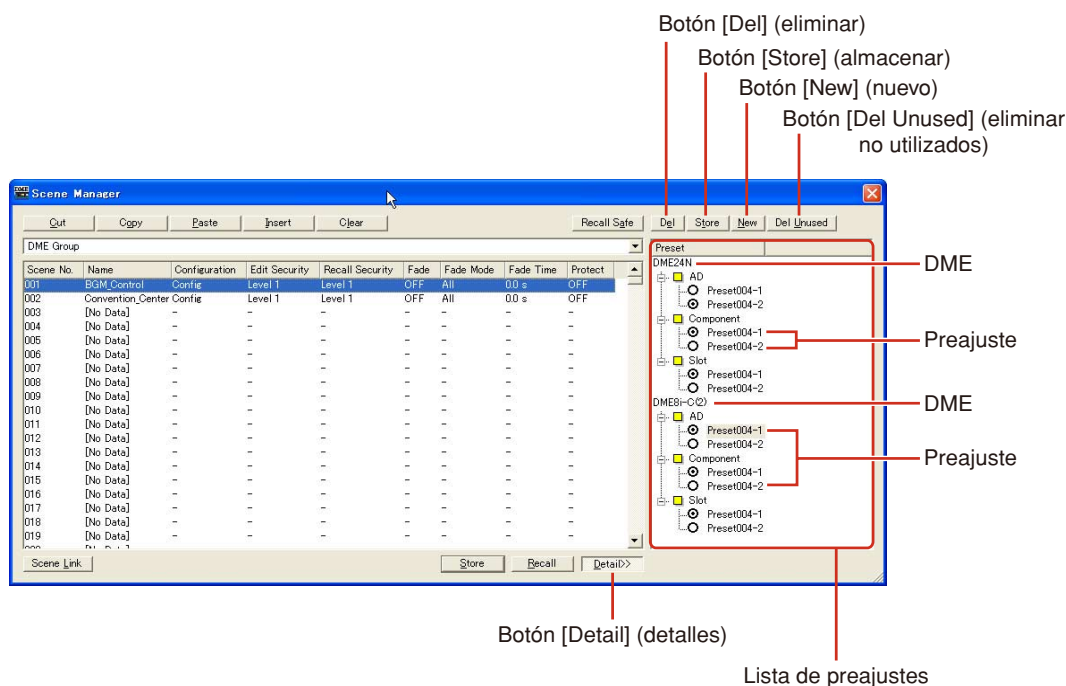 Botón [Del] (eliminar)
Botón [Store] (almacenar)
Botón [New] (nuevo)
Botón [Del Unused] (eliminar
no utilizados)
Scene Manager
Cut Copy Paste Insert Clear Recall Safe Del Store New Del Unused
DME Group
Scene No. Name Configuration Edit Security Recall Security Fade Fade Mode Fade Time Protect
001 BGM_Control Config Level 1 Level 1 OFF All 0.0 s OFF
002 Convention_Center Config Level 1 Level 1 OFF All 0.0 s OFF
003 [No Data] - - - - - - -
004 [No Data] - - - - - - -
005 [No Data] - - - - - - -
006 [No Data] - - - - - - -
007 [No Data] - - - - - - -
008 [No Data] - - - - - - -
009 [No Data] - - - - - - -
010 [No Data] - - - - - - -
011 [No Data] - - - - - - -
012 [No Data] - - - - - - -
013 [No Data] - - - - - - -
014 [No Data] - - - - - - -
015 [No Data] - - - - - - -
016 [No Data] - - - - - - -
017 [No Data] - - - - - - -
018 [No Data] - - - - - - -
019 [No Data] - - - - - - -
Preset
DME24N
AD
Preset004-1
Preset004-2
Component
Preset004-1
Preset004-2
Slot
Preset004-1
Preset004-2
DME8i-C(2)
AD
Preset004-1
Preset004-2
Component
Preset004-1
Preset004-2
Slot
Preset004-1
Preset004-2
DME
Preajuste
DME
Preajuste
Scene Link Store Recall Detail>>
Botón [Detail] (detalles)
Lista de preajustes